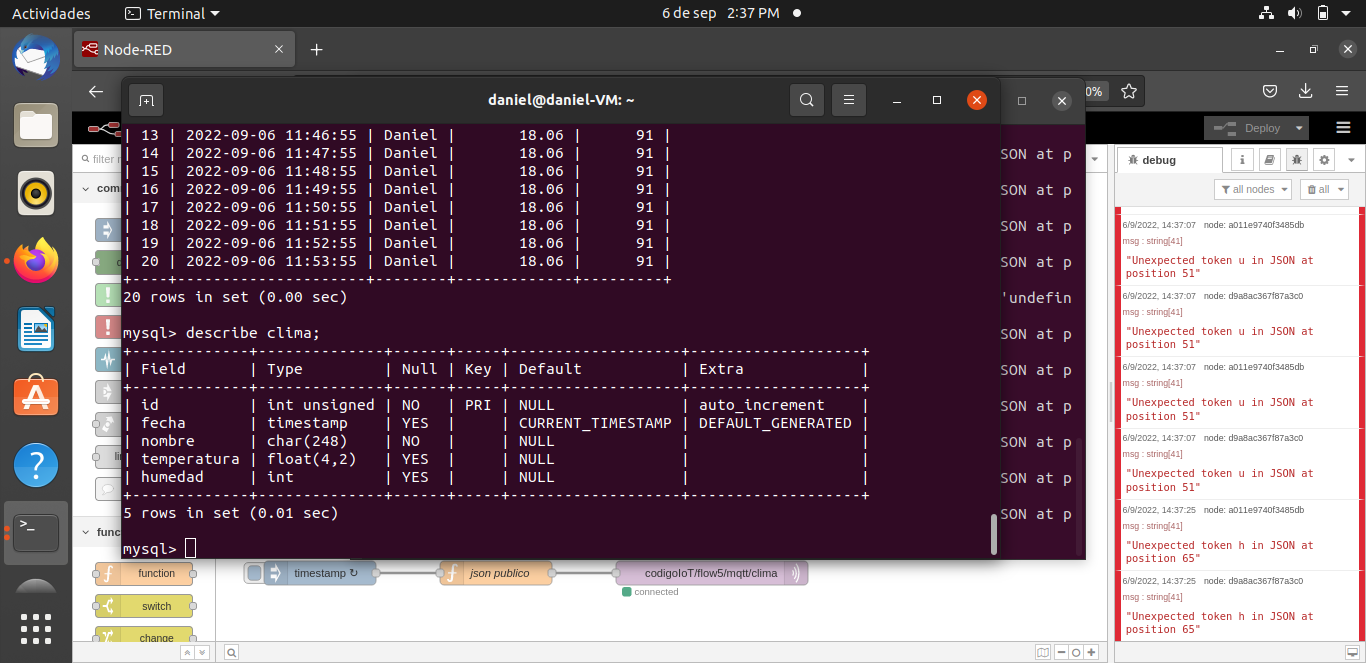 Actividades
Terminal
6 de sep 2:37 PM
Node-RED
daniel@daniel-VM: ~
0%
Deploy
filter
debug
all nodes
all
| 13 | 2022-09-06 11:46:55 | Daniel |       18.06 |      91 |
| 14 | 2022-09-06 11:47:55 | Daniel |       18.06 |      91 |
| 15 | 2022-09-06 11:48:55 | Daniel |       18.06 |      91 |
| 16 | 2022-09-06 11:49:55 | Daniel |       18.06 |      91 |
| 17 | 2022-09-06 11:50:55 | Daniel |       18.06 |      91 |
| 18 | 2022-09-06 11:51:55 | Daniel |       18.06 |      91 |
| 19 | 2022-09-06 11:52:55 | Daniel |       18.06 |      91 |
| 20 | 2022-09-06 11:53:55 | Daniel |       18.06 |      91 |
+----+---------------------+--------+-------------+---------+
20 rows in set (0.00 sec)
mysql> describe clima;
+-------------+--------------+------+-----+-------------------+-------------------+
| Field       | Type         | Null | Key | Default           | Extra             |
+-------------+--------------+------+-----+-------------------+-------------------+
| id          | int unsigned | NO   | PRI | NULL              | auto_increment    |
| fecha       | timestamp    | YES  |     | CURRENT_TIMESTAMP | DEFAULT_GENERATED |
| nombre      | char(248)    | NO   |     | NULL              |                   |
| temperatura | float(4,2)   | YES  |     | NULL              |                   |
| humedad     | int          | YES  |     | NULL              |                   |
+-------------+--------------+------+-----+-------------------+-------------------+
5 rows in set (0.01 sec)
mysql>
SON at p
SON at p
SON at p
SON at p
'undefin
SON at p
SON at p
SON at p
SON at p
SON at p
SON at p
6/9/2022, 14:37:07 node: a011e9740f3485db
msg : string[41]
"Unexpected token u in JSON at
position 51"
6/9/2022, 14:37:07 node: d9a8ac367f87a3c0
msg : string[41]
"Unexpected token u in JSON at
position 51"
6/9/2022, 14:37:07 node: a011e9740f3485db
msg : string[41]
"Unexpected token u in JSON at
position 51"
6/9/2022, 14:37:07 node: d9a8ac367f87a3c0
msg : string[41]
"Unexpected token u in JSON at
position 51"
6/9/2022, 14:37:25 node: a011e9740f3485db
msg : string[41]
"Unexpected token h in JSON at
position 65"
6/9/2022, 14:37:25 node: d9a8ac367f87a3c0
msg : string[41]
"Unexpected token h in JSON at
position 65"
com
func
function
switch
change
timestamp ↻
json publico
codigoIoT/flow5/mqtt/clima
connected